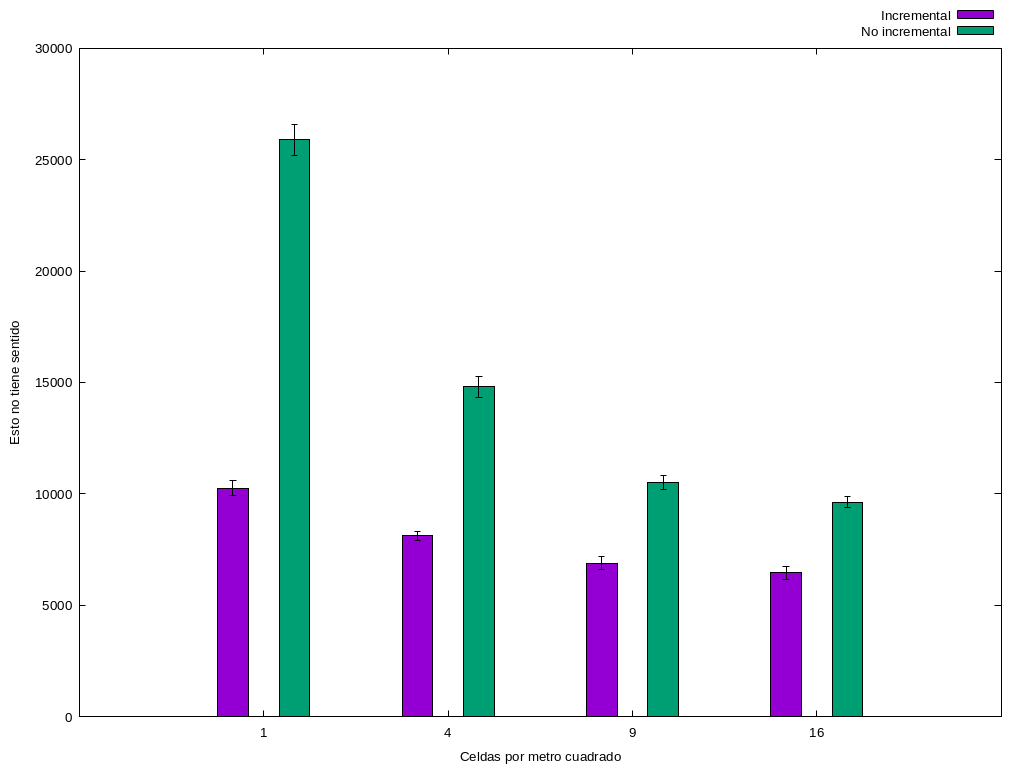 Incremental
No incremental
30000
25000
20000
15000
10000
5000
0
Esto no tiene sentido
1 4 9 16
Celdas por metro cuadrado